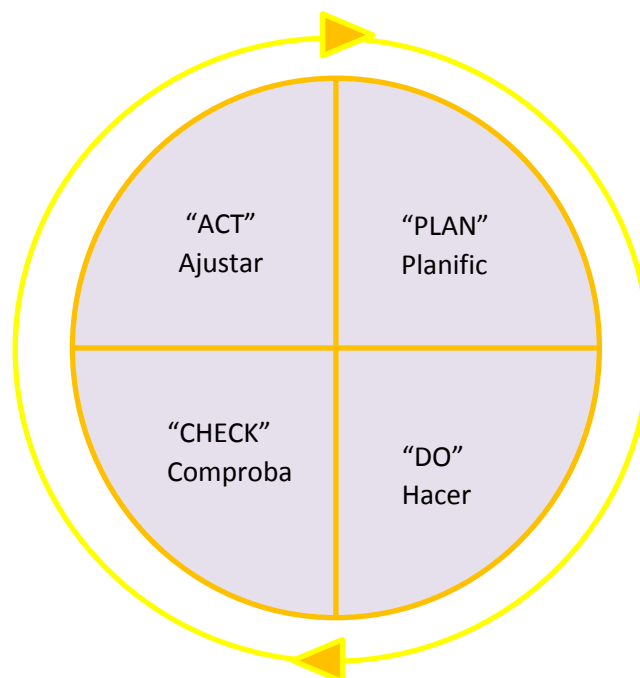 “ACT”
Ajustar
“PLAN”
Planific
“CHECK”
Comproba
“DO”
Hacer